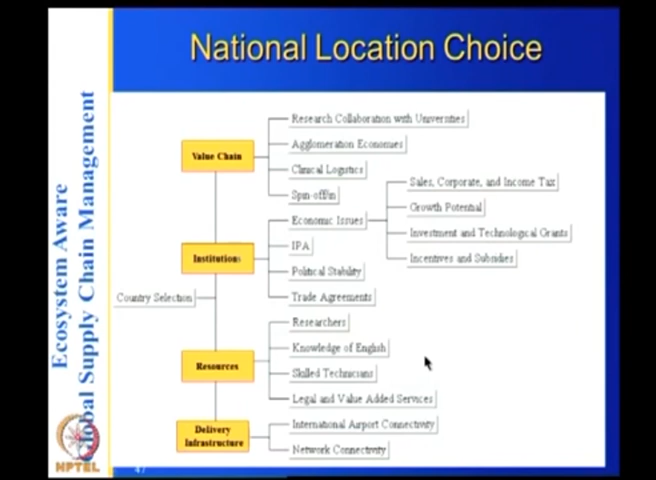 National Location Choice
Ecosystem Aware
Global Supply Chain Management
Country Selection
Value Chain
Research Collaboration with Universities
Agglomeration Economies
Clinical Logistics
Spin-off/in
Institutions
Economic Issues
Sales, Corporate, and Income Tax
Growth Potential
Investment and Technological Grants
Incentives and Subsidies
IPA
Political Stability
Trade Agreements
Resources
Researchers
Knowledge of English
Skilled Technicians
Legal and Value Added Services
Delivery
Infrastructure
International Airport Connectivity
Network Connectivity
NPTEL
47